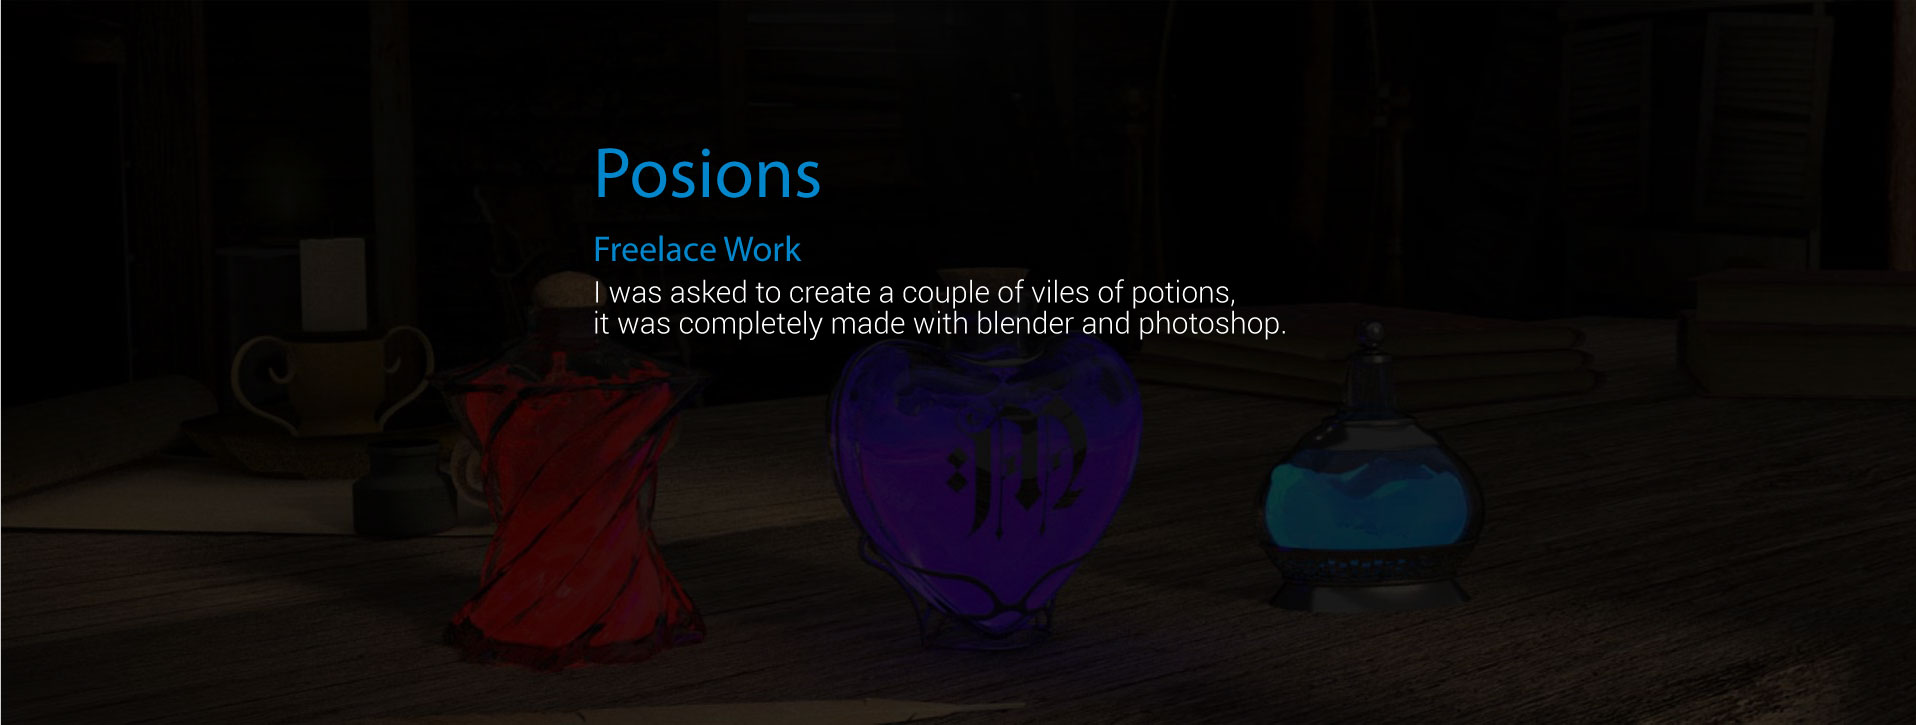 Posions
Freelace Work
I was asked to create a couple of viles of potions,
it was completely made with blender and photoshop.